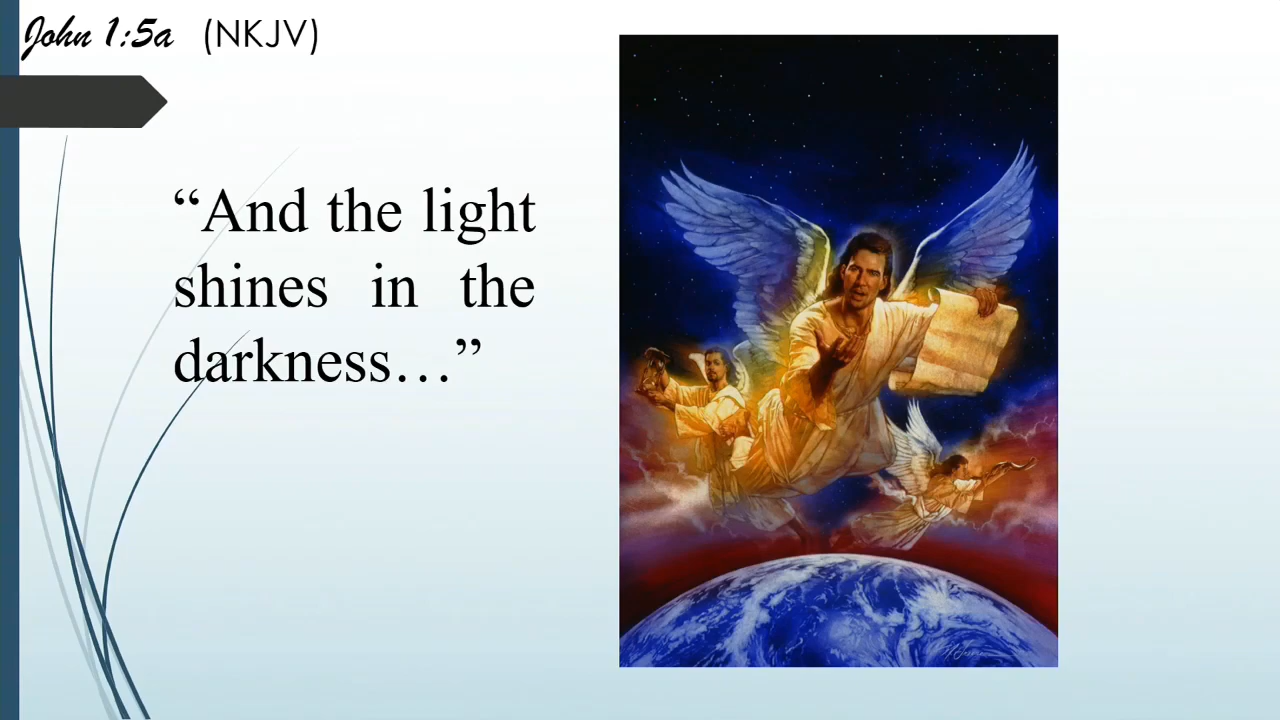 John 1:5a (NKJV)
“And the light
shines in the
darkness…”